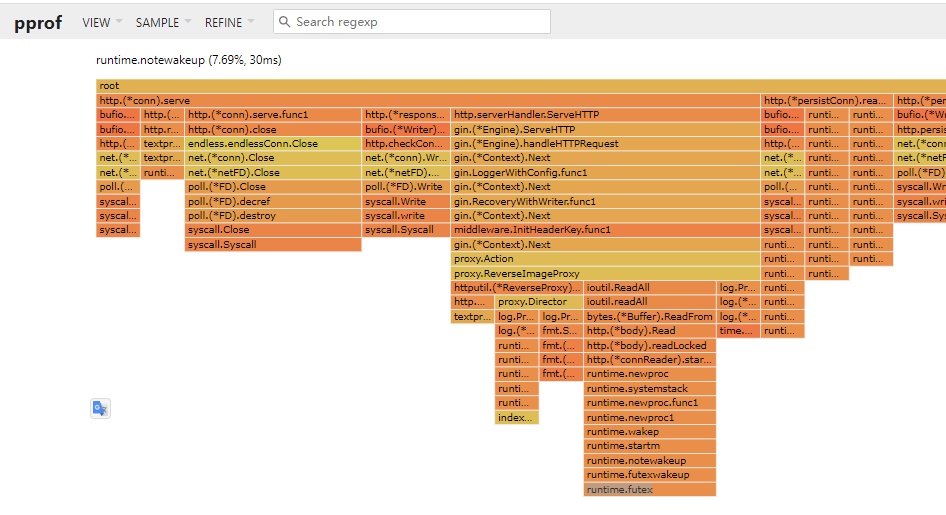 pprof VIEW SAMPLE REFINE Search regexp
runtime.notewakeup (7.69%, 30ms)
root
http.(*conn).serve http.(*persistConn).rea... http.(*per
bufio.... http.(... http.(*conn).serve.func1 http.(*respons... http.serverHandler.ServeHTTP bufio.... runti... runti... bufio.(*Wr
bufio.... http.r... http.(*conn).close bufio.(*Writer)... gin.(*Engine).ServeHTTP bufio.... runti... runti... http.persis
http.(... textpr... endless.endlessConn.Close http.checkCon... gin.(*Engine).handleHTTPRequest http.(... runti... runti... net.(*conn
net.(*... textpr... net.(*conn).Close net.(*conn).Wr... gin.(*Context).Next net.(*... runti... runti... net.(*netF
net.(*... runti... net.(*netFD).Close net.(*netFD)... gin.LoggerWithConfig.func1 net.(*... runti... runti... poll.(*FD).
poll.(*... poll.(*FD).Close poll.(*FD).Write gin.(*Context).Next poll.(... runti... runti... syscall.Wri
syscal... poll.(*FD).decref syscall.Write gin.RecoveryWithWriter.func1 syscal... runti... runti... syscall.writ
syscal... poll.(*FD).destroy syscall.write gin.(*Context).Next syscal... runti... runti... syscall.Sys
syscal... syscall.Close syscall.Syscall middleware.InitHeaderKey.func1 syscal... runti... runti...
syscall.Syscall gin.(*Context).Next runti... runti... runti...
proxy.Action runti... runti... runti...
proxy.ReverseImageProxy runti... runti...
httputil.(*ReverseProxy)... ioutil.ReadAll log.Pr... runti...
http.... proxy.Director ioutil.readAll log.(*... runti...
textpr... log.Pr... log.Pr... bytes.(*Buffer).ReadFrom log.(*... runti...
log.(*... fmt.S... http.(*body).Read time.... runti...
runti... fmt.(... http.(*body).readLocked
runti... fmt.(... http.(*connReader).star...
runti... fmt.(... runtime.newproc
runti... runtime.systemstack
runti... runtime.newproc.func1
index... runtime.newproc1
runtime.wakep
runtime.startm
runtime.notewakeup
runtime.futexwakeup
runtime.futex